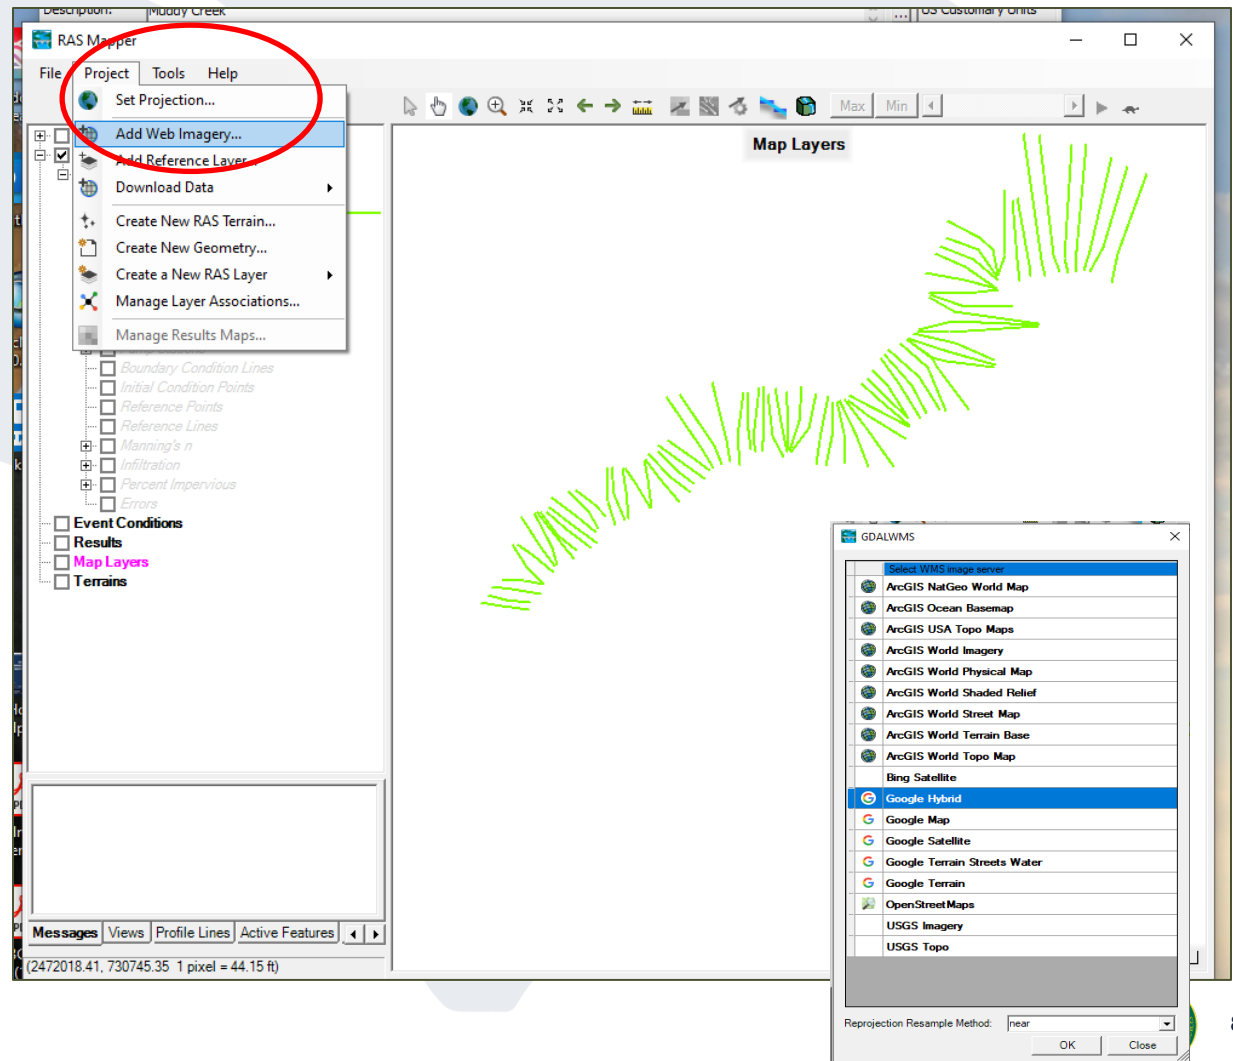 Description:
Muddy Creek
...
US Customary Units
RAS Mapper
File Project Tools Help
Set Projection...
Add Web Imagery...
Add Reference Layer...
Download Data
Create New RAS Terrain...
Create New Geometry...
Create a New RAS Layer
Manage Layer Associations...
Manage Results Maps...
Max Min
Map Layers
Boundary Condition Lines
Initial Condition Points
Reference Points
Reference Lines
Manning's n
Infiltration
Percent Impervious
Errors
Event Conditions
Results
Map Layers
Terrains
Messages Views Profile Lines Active Features
(2472018.41, 730745.35 1 pixel = 44.15 ft)
GDALWMS
Select WMS image server
ArcGIS NatGeo World Map
ArcGIS Ocean Basemap
ArcGIS USA Topo Maps
ArcGIS World Imagery
ArcGIS World Physical Map
ArcGIS World Shaded Relief
ArcGIS World Street Map
ArcGIS World Terrain Base
ArcGIS World Topo Map
Bing Satellite
Google Hybrid
Google Map
Google Satellite
Google Terrain Streets Water
Google Terrain
OpenStreetMaps
USGS Imagery
USGS Topo
Reprojection Resample Method: near
OK Close